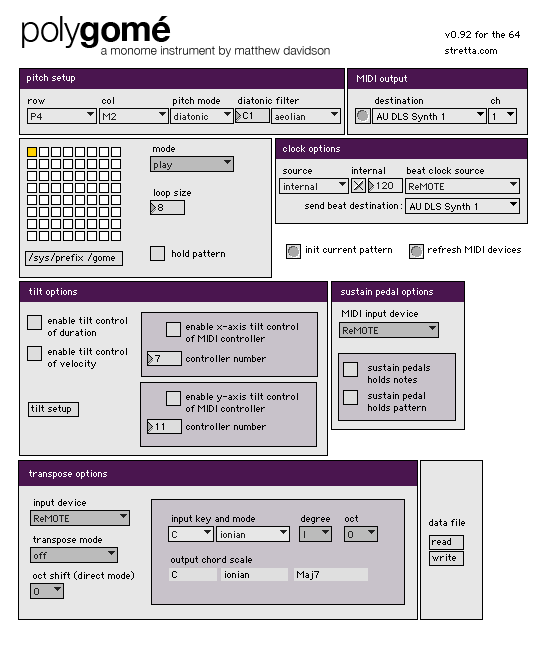 polygomé
a monome instrument by matthew davidson
v0.92 for the 64
stretta.com
pitch setup
row col pitch mode diatonic filter
P4 M2 diatonic C1 aeolian
MIDI output
destination ch
AU DLS Synth 1 1
mode
play
loop size
8
hold pattern
/sys/prefix /gome
clock options
source internal beat clock source
internal 120 ReMOTE
send beat destination: AU DLS Synth 1
init current pattern refresh MIDI devices
tilt options
enable tilt control
of duration
enable tilt control
of velocity
tilt setup
enable x-axis tilt control
of MIDI controller
7 controller number
enable y-axis tilt control
of MIDI controller
11 controller number
sustain pedal options
MIDI input device
ReMOTE
sustain pedals
holds notes
sustain pedal
holds pattern
transpose options
input device
ReMOTE
transpose mode
off
oct shift (direct mode)
0
input key and mode degree oct
C ionian I 0
output chord scale
C ionian Maj7
data file
read
write